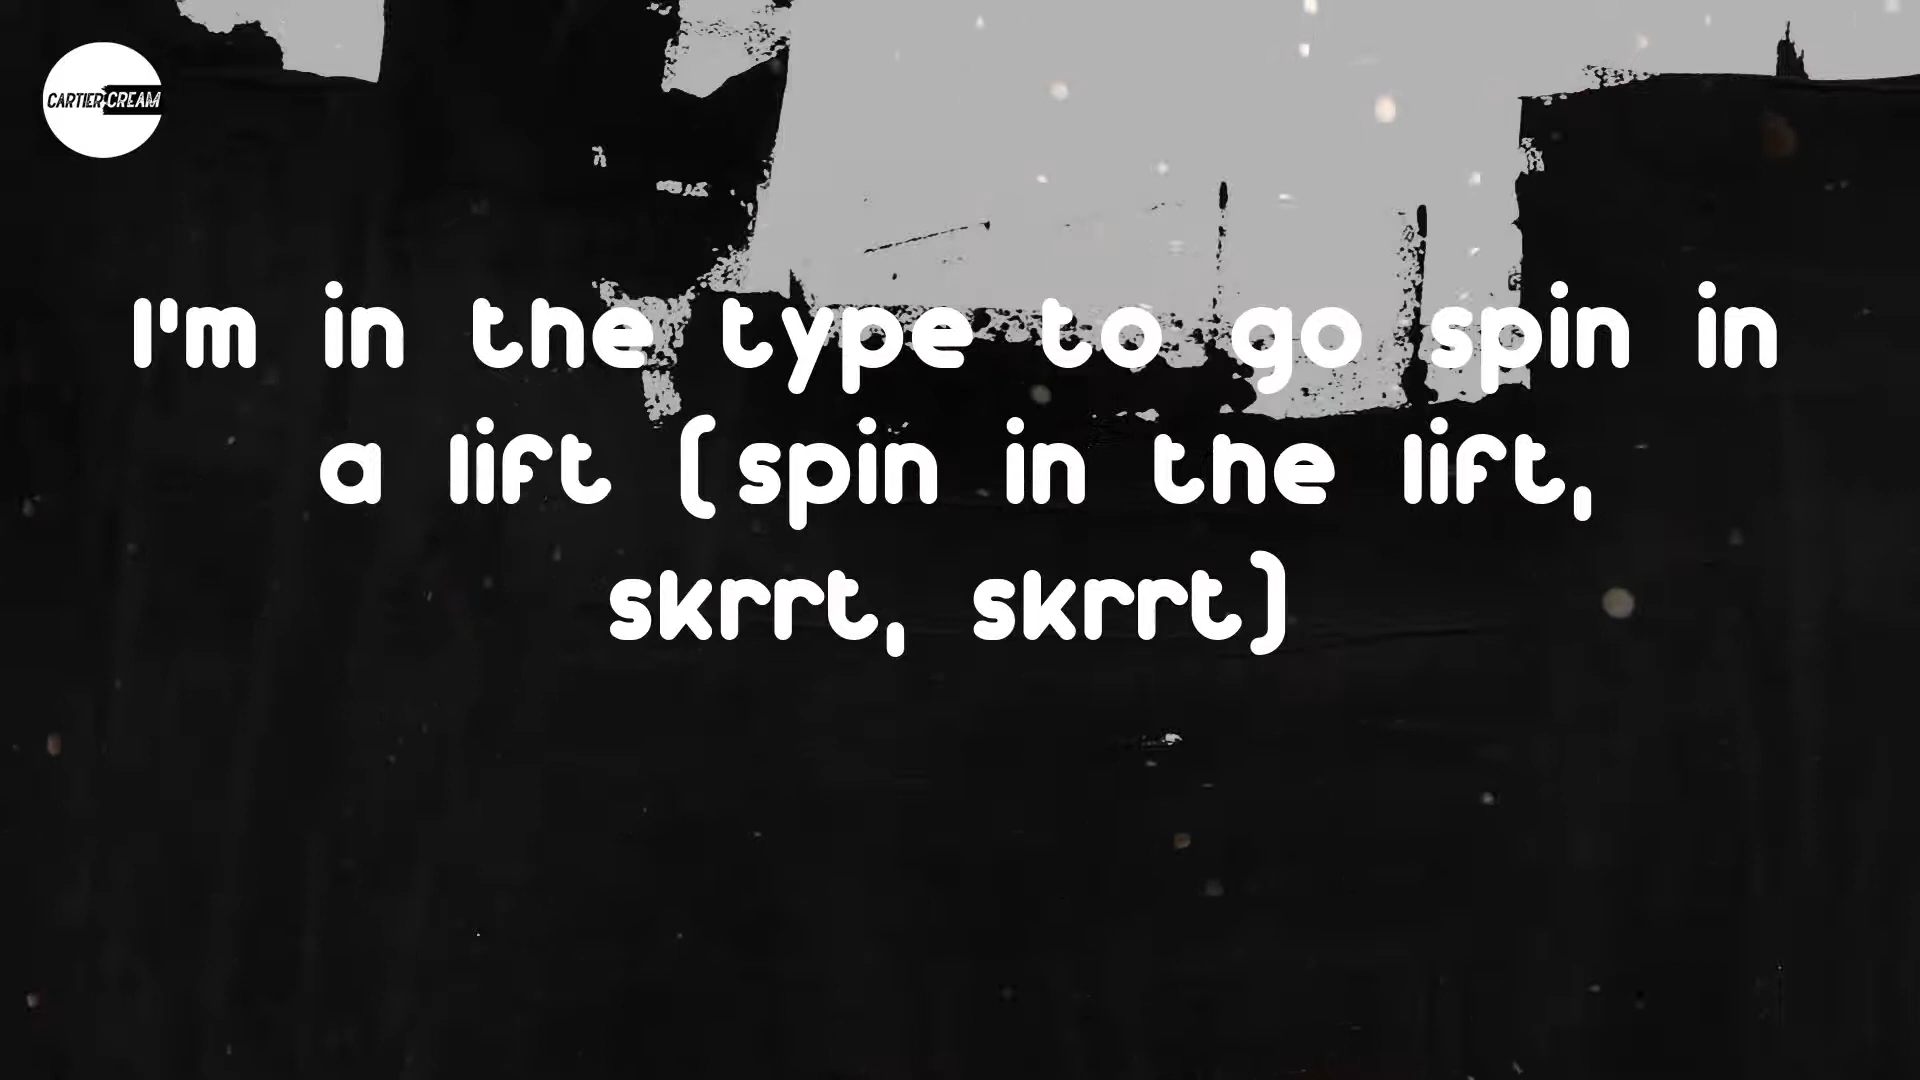 CARTIER CREAM
I'm in the type to go spin in
a lift (spin in the lift,
skrrt, skrrt)